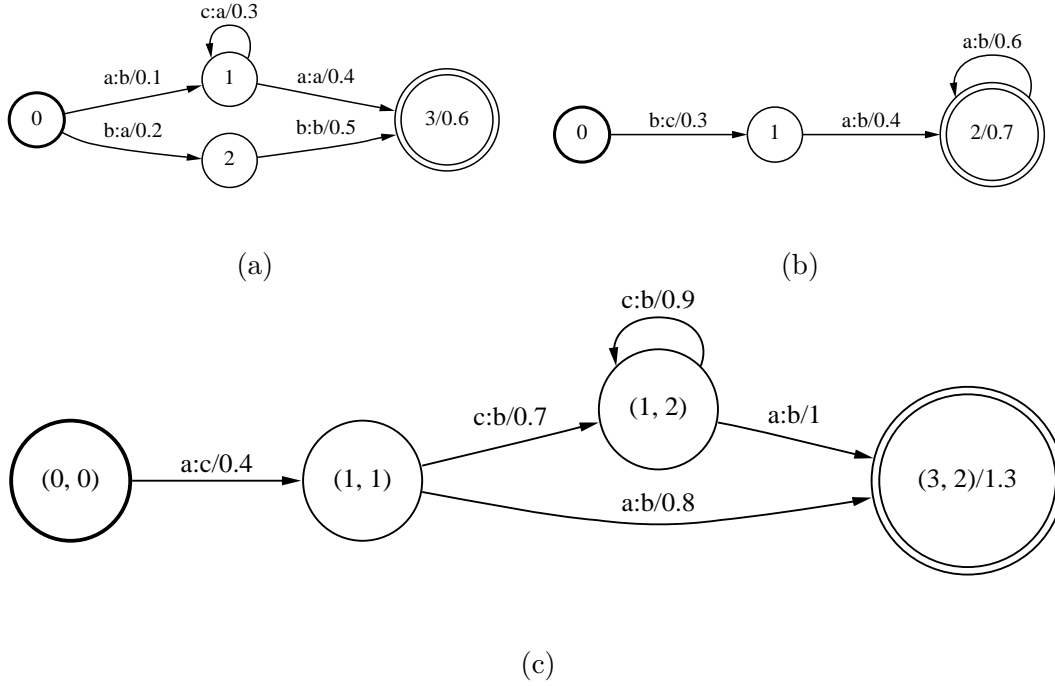 c:a/0.3
a:b/0.1
1
a:a/0.4
0
3/0.6
b:a/0.2
b:b/0.5
2
(a)
a:b/0.6
0
b:c/0.3
1
a:b/0.4
2/0.7
(b)
c:b/0.9
(1, 2)
c:b/0.7
a:b/1
(0, 0)
a:c/0.4
(1, 1)
(3, 2)/1.3
a:b/0.8
(c)